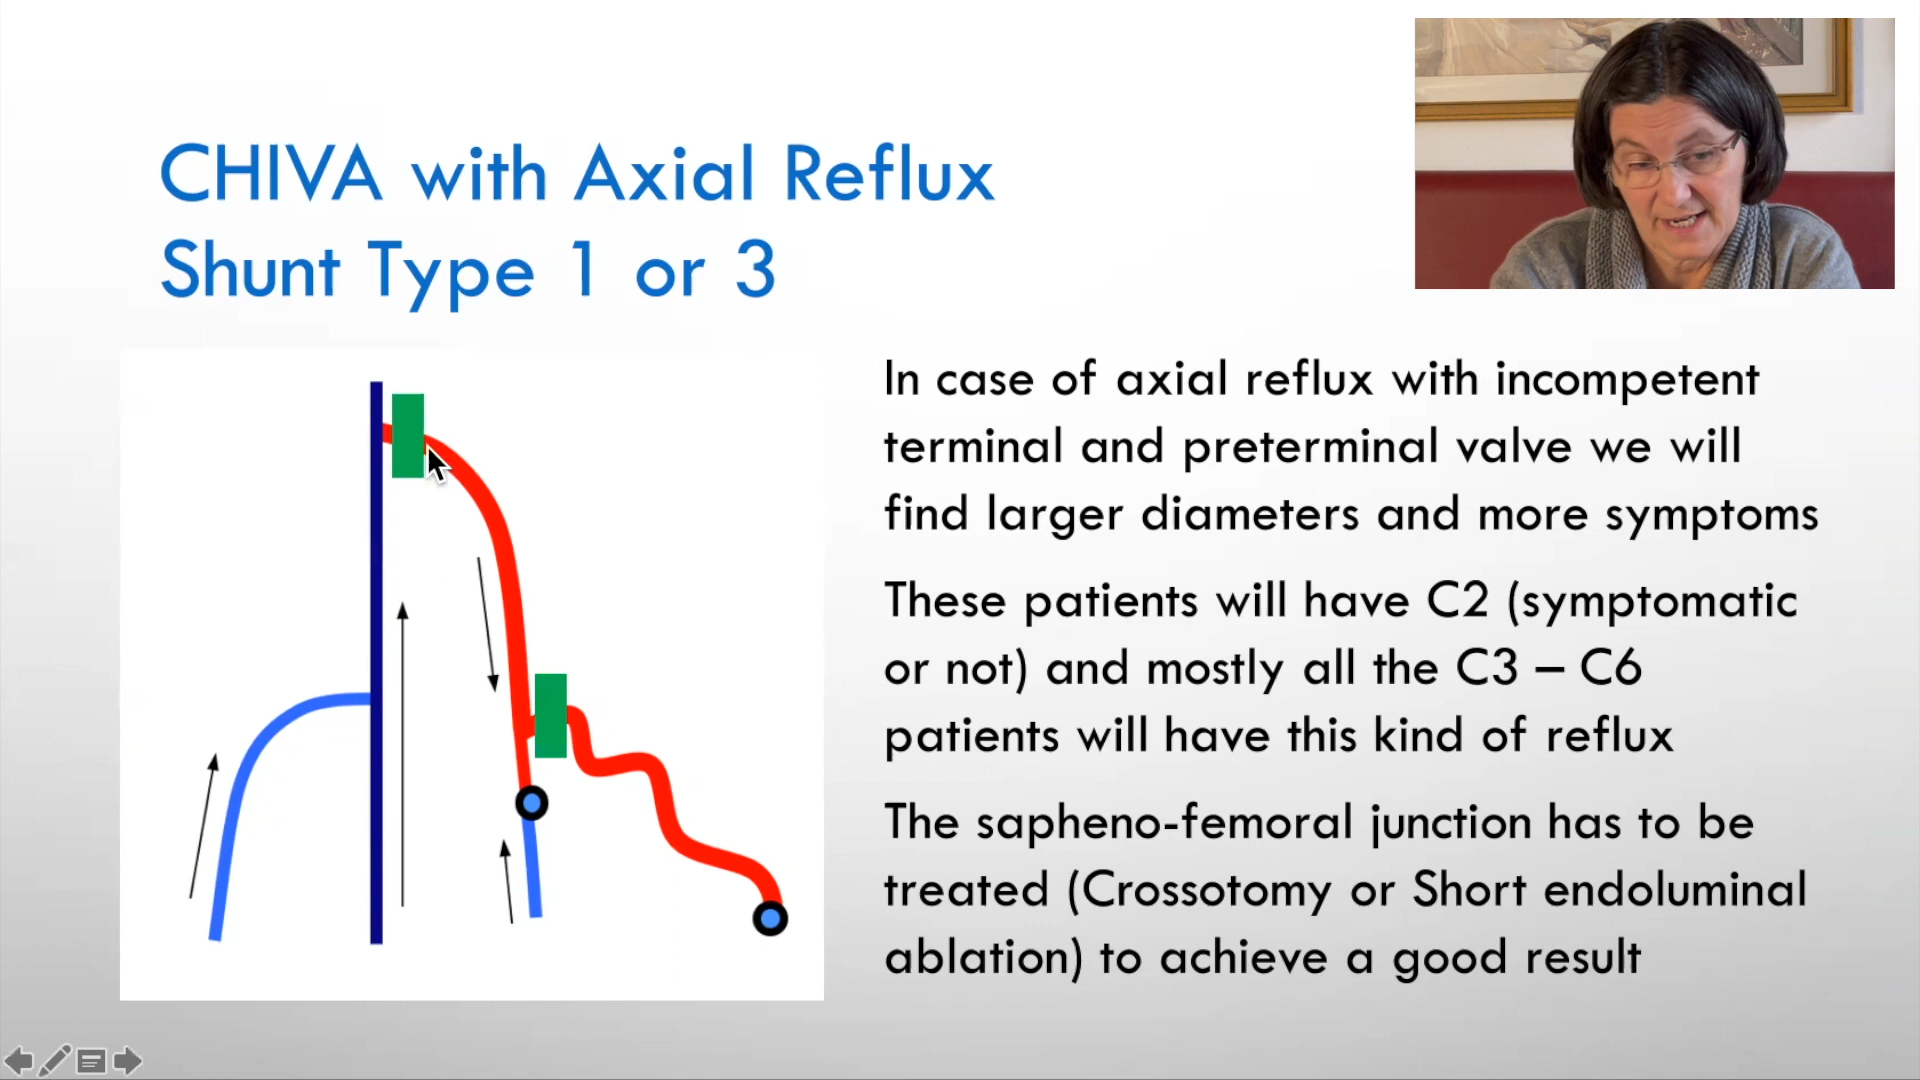 CHIVA with Axial Reflux
Shunt Type 1 or 3
In case of axial reflux with incompetent
terminal and preterminal valve we will
find larger diameters and more symptoms
These patients will have C2 (symptomatic
or not) and mostly all the C3 – C6
patients will have this kind of reflux
The sapheno-femoral junction has to be
treated (Crossotomy or Short endoluminal
ablation) to achieve a good result